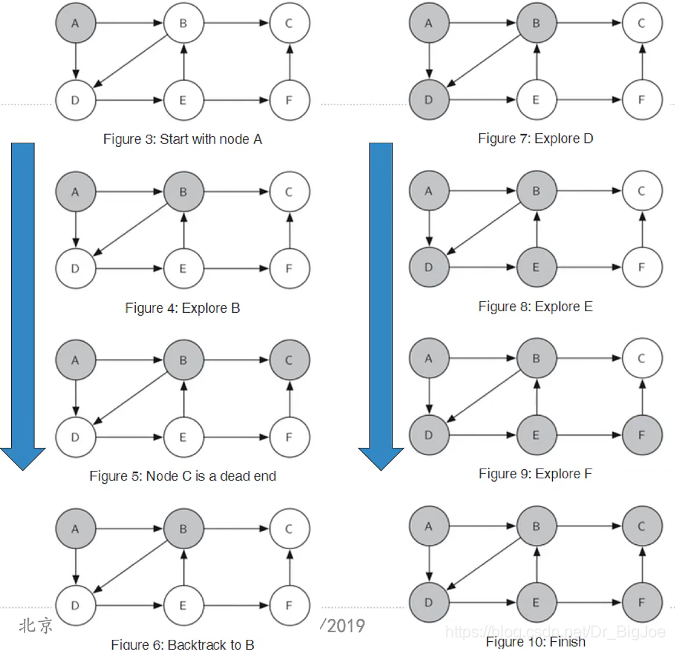 A B C
D E F
Figure 3: Start with node A
A B C
D E F
Figure 4: Explore B
A B C
D E F
Figure 5: Node C is a dead end
A B C
D E F
北京
Figure 6: Backtrack to B
A B C
D E F
Figure 7: Explore D
A B C
D E F
Figure 8: Explore E
A B C
D E F
Figure 9: Explore F
A B C
D E F
/2019
https://blog.csdn.net/Dr_BigJoe
Figure 10: Finish